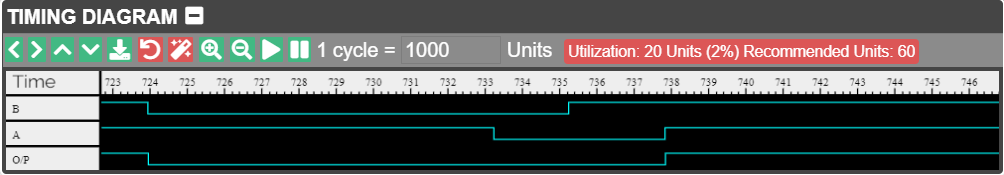 TIMING DIAGRAM
1 cycle = 1000 Units Utilization: 20 Units (2%) Recommended Units: 60
Time 723 724 725 726 727 728 729 730 731 732 733 734 735 736 737 738 739 740 741 742 743 744 745 746
B
A
O/P